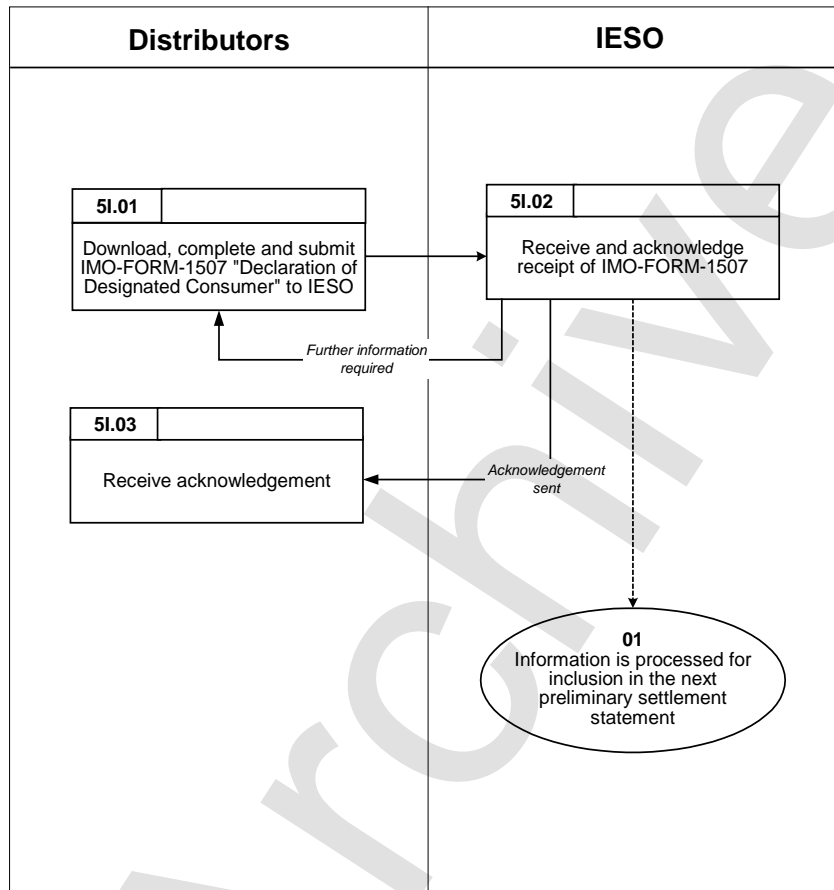 Distributors
IESO
5I.01
Download, complete and submit
IMO-FORM-1507 "Declaration of
Designated Consumer" to IESO
5I.02
Receive and acknowledge
receipt of IMO-FORM-1507
Further information
required
5I.03
Receive acknowledgement
Acknowledgement
sent
01
Information is processed for
inclusion in the next
preliminary settlement
statement
Archive